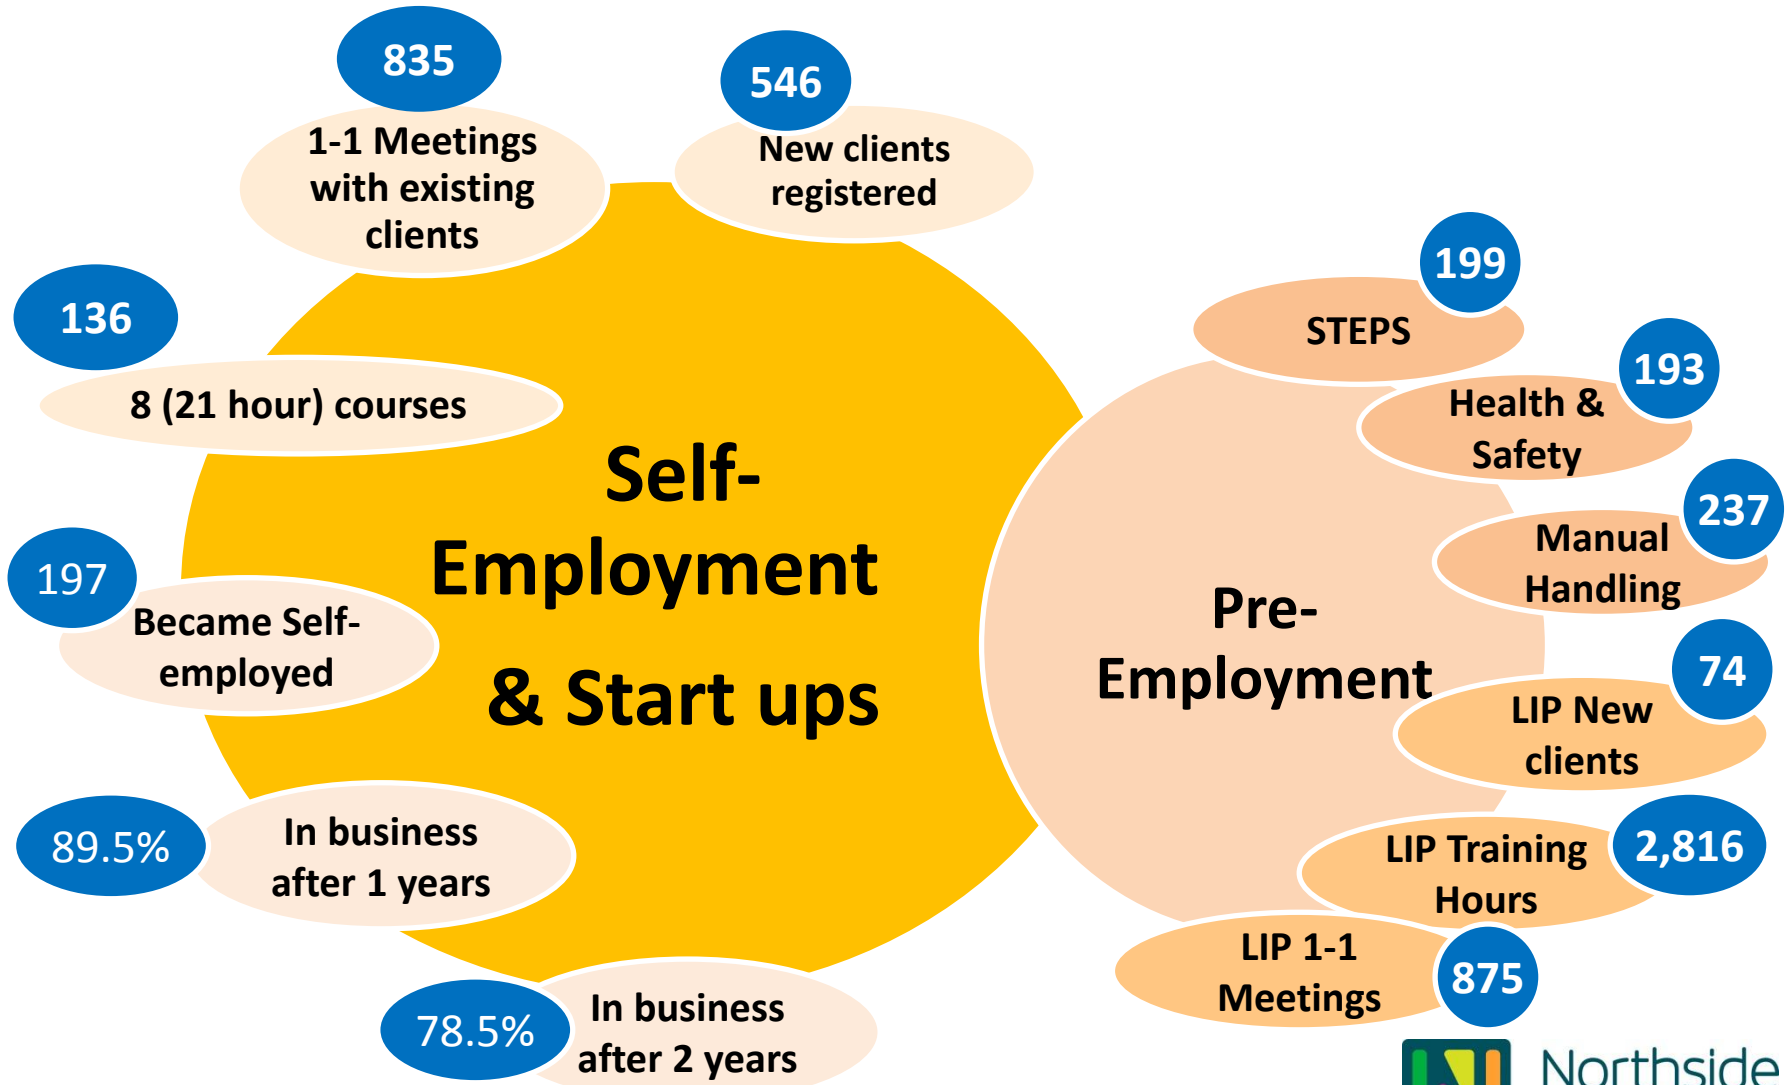 835
1-1 Meetings
with existing
clients
546
New clients
registered
136
8 (21 hour) courses
197
Became Self-
employed
89.5%
In business
after 1 years
78.5%
In business
after 2 years
Self-
Employment
& Start ups
Pre-
Employment
199
STEPS
193
Health &
Safety
237
Manual
Handling
74
LIP New
clients
2,816
LIP Training
Hours
875
LIP 1-1
Meetings
Northside